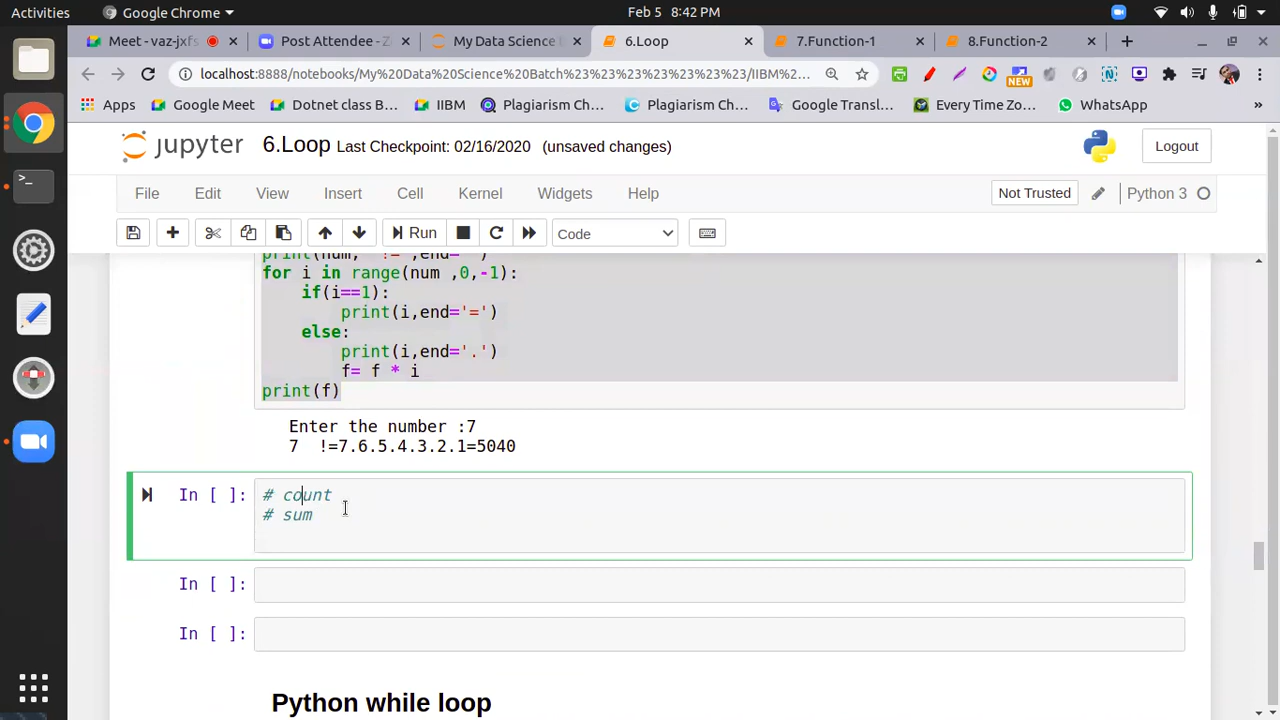 Activities
Google Chrome
Feb 5 8:42 PM
Meet - vaz-jxfs
Post Attendee - Z
My Data Science t
6.Loop
7.Function-1
8.Function-2
localhost:8888/notebooks/My%20Data%20Science%20Batch%23%23%23%23%23%23%23/IIBM%2...
Apps
Google Meet
Dotnet class B...
IIBM
Plagiarism Ch...
Plagiarism Ch...
Google Transl...
Every Time Zo...
WhatsApp
»
NEW
jupyter
6.Loop Last Checkpoint: 02/16/2020 (unsaved changes)
Logout
File Edit View Insert Cell Kernel Widgets Help
Not Trusted
Python 3
Run
Code
for i in range(num ,0,-1):
if(i==1):
print(i,end='=')
else:
print(i,end='.')
f= f * i
print(f)
Enter the number :7
7 !=7.6.5.4.3.2.1=5040
In [ ]:
# count
# sum
In [ ]:
In [ ]:
Python while loop